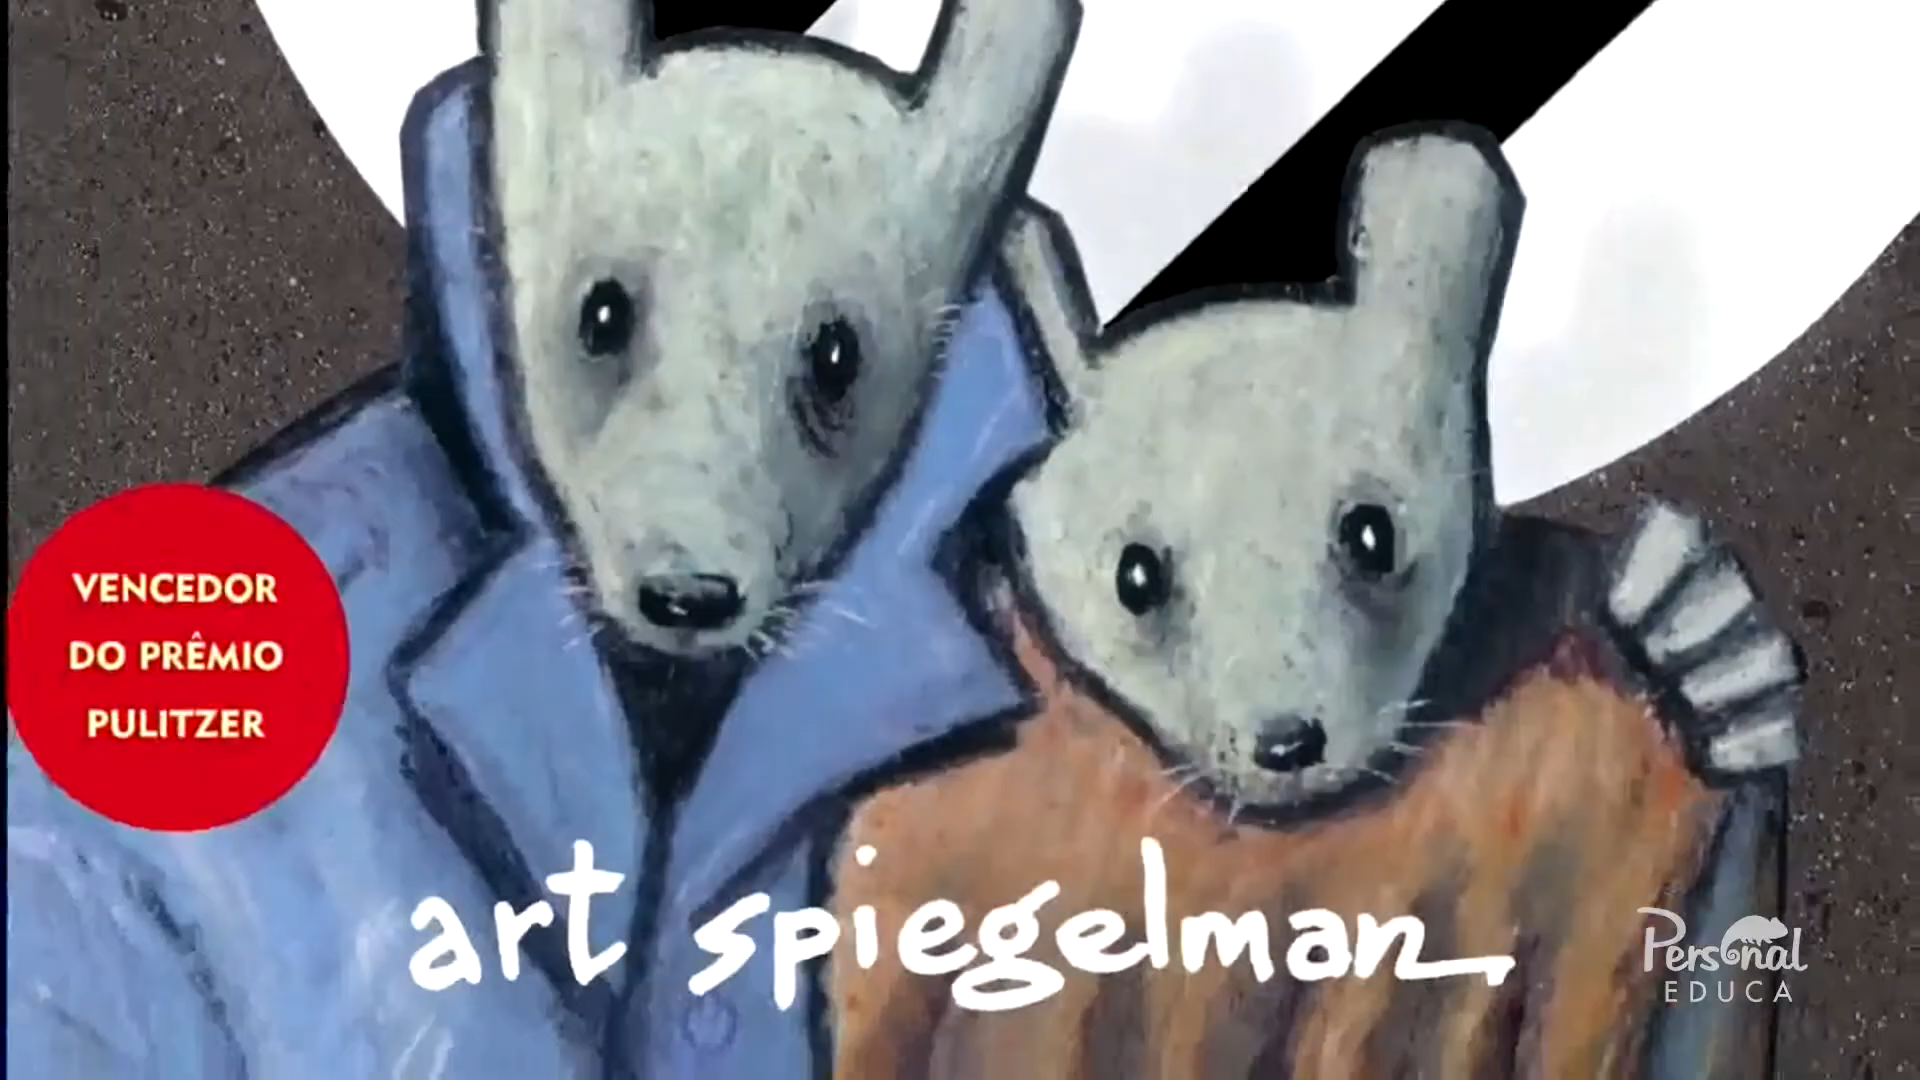 VENCEDOR
DO PRÊMIO
PULITZER
art spiegelman
Personal
EDUCA